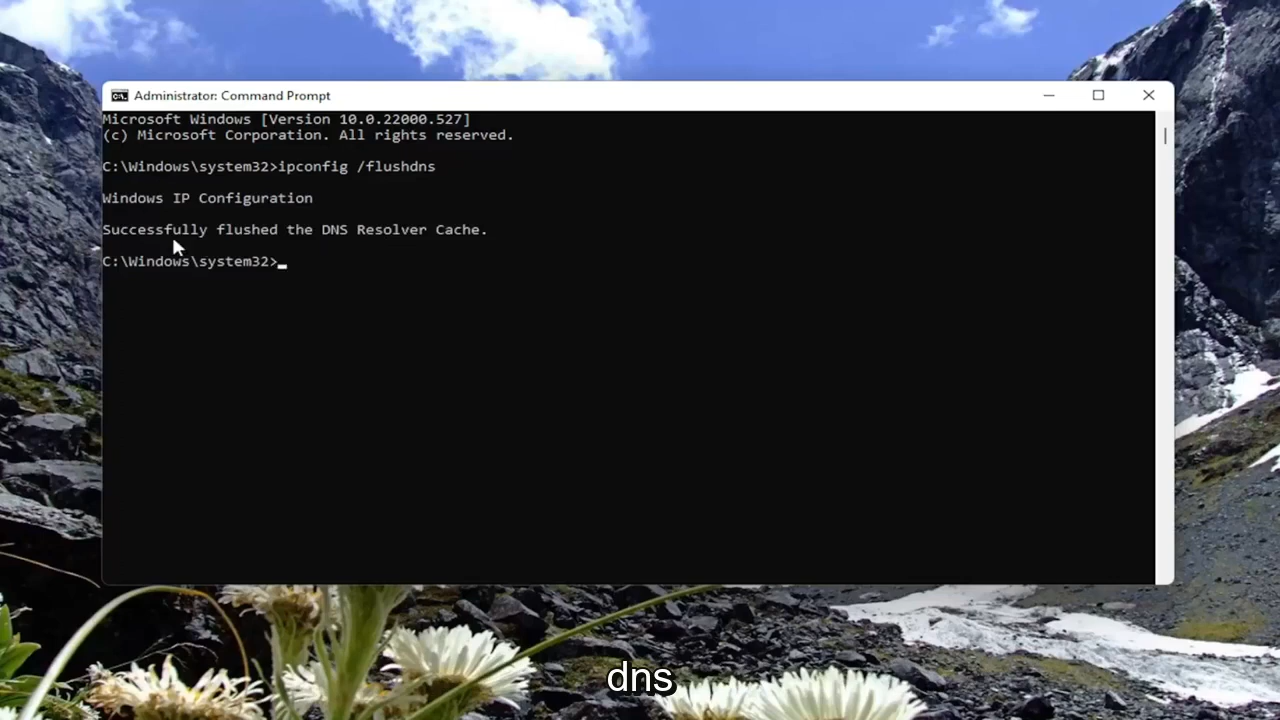 Administrator: Command Prompt
Microsoft Windows [Version 10.0.22000.527]
(c) Microsoft Corporation. All rights reserved.
C:\Windows\system32>ipconfig /flushdns
Windows IP Configuration
Successfully flushed the DNS Resolver Cache.
C:\Windows\system32>
dns